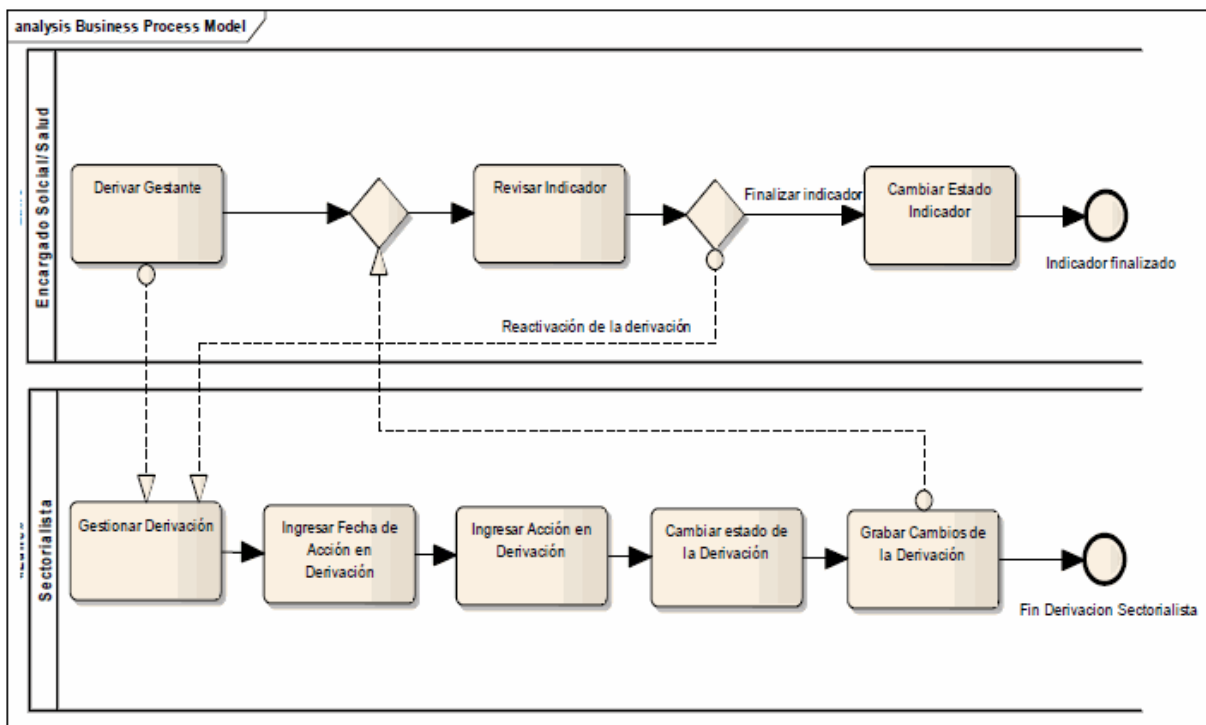 analysis Business Process Model
Encargado Solcial/Salud
Derivar Gestante
Revisar Indicador
Finalizar indicador
Cambiar Estado
Indicador
Indicador finalizado
Reactivación de la derivación
Sectorialista
Gestionar Derivación
Ingresar Fecha de
Acción en
Derivación
Ingresar Acción en
Derivación
Cambiar estado de
la Derivación
Grabar Cambios de
la Derivación
Fin Derivacion Sectorialista